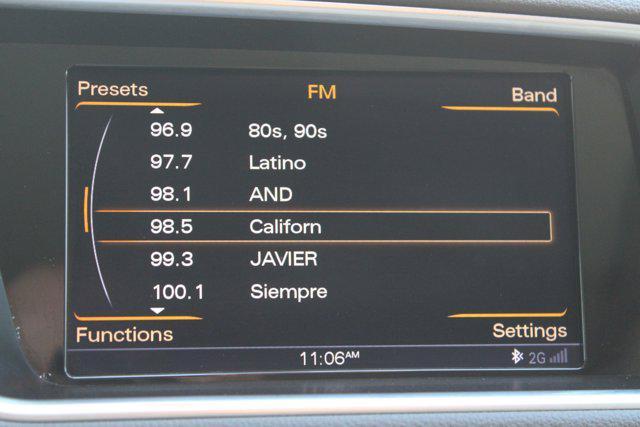 Presets FM Band
96.9 80s, 90s
97.7 Latino
98.1 AND
98.5 Californ
99.3 JAVIER
100.1 Siempre
Functions Settings
11:06AM 2G